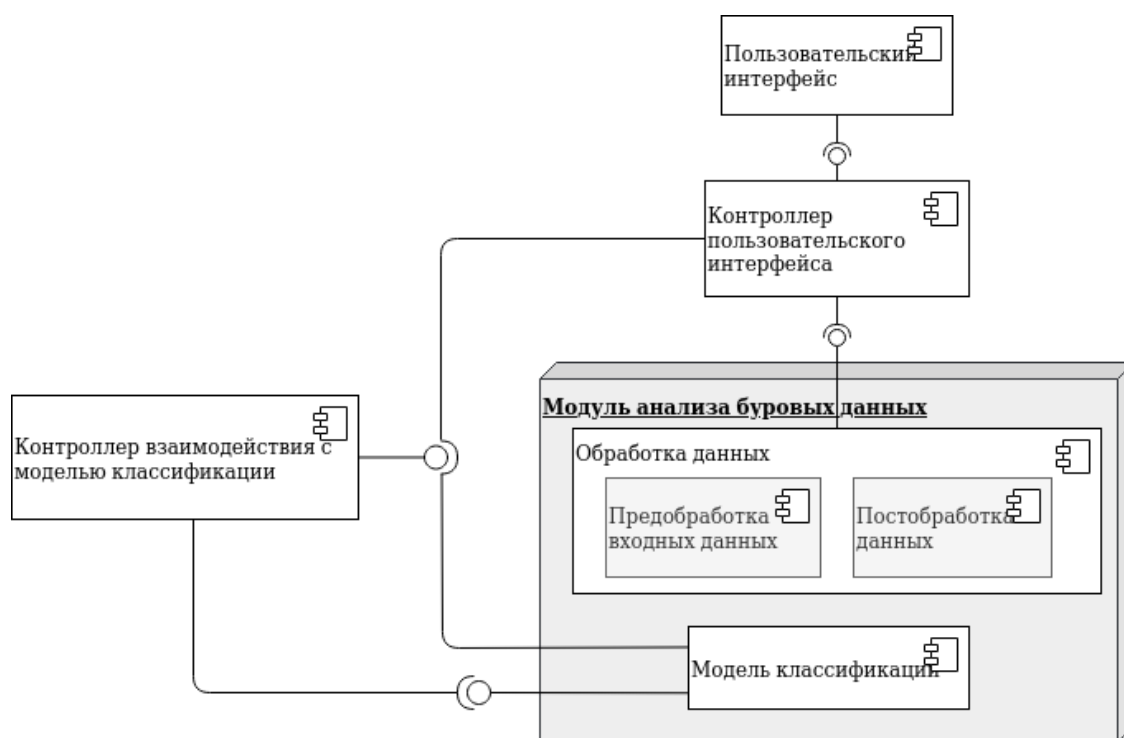 Пользовательский
интерфейс
Контроллер
пользовательского
интерфейса
Модуль анализа буровых данных
Контроллер взаимодействия с
моделью классификации
Обработка данных
Предобработка
входных данных
Постобработка
данных
Модель классификации